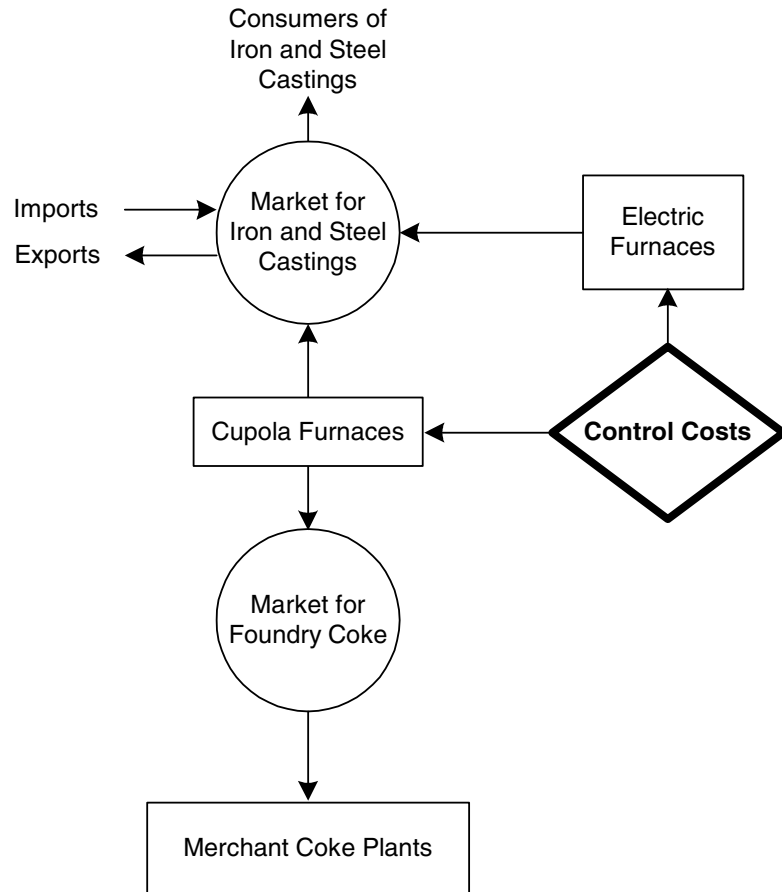 Consumers of
Iron and Steel
Castings
Imports
Exports
Market for
Iron and Steel
Castings
Electric
Furnaces
Cupola Furnaces
Control Costs
Market for
Foundry Coke
Merchant Coke Plants